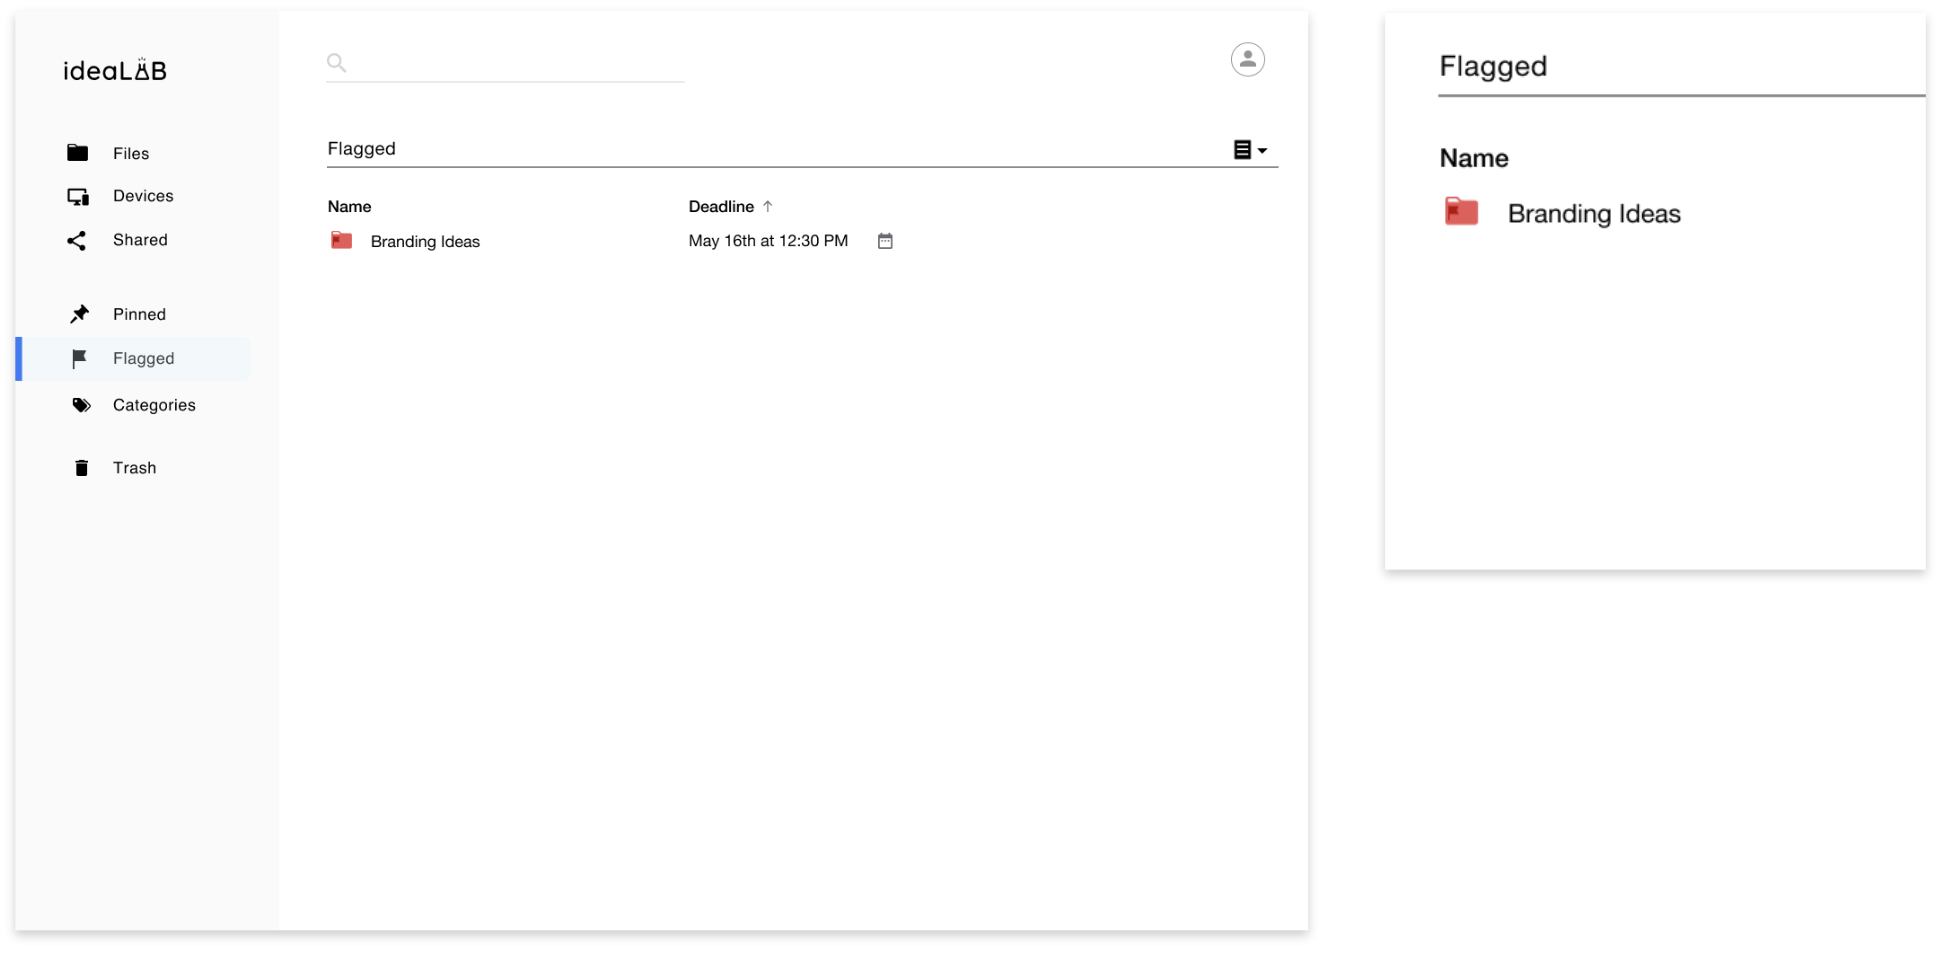 ideaLAB
Files
Devices
Shared
Pinned
Flagged
Categories
Trash
Flagged
Name Deadline ↑
Branding Ideas May 16th at 12:30 PM
Flagged
Name
Branding Ideas